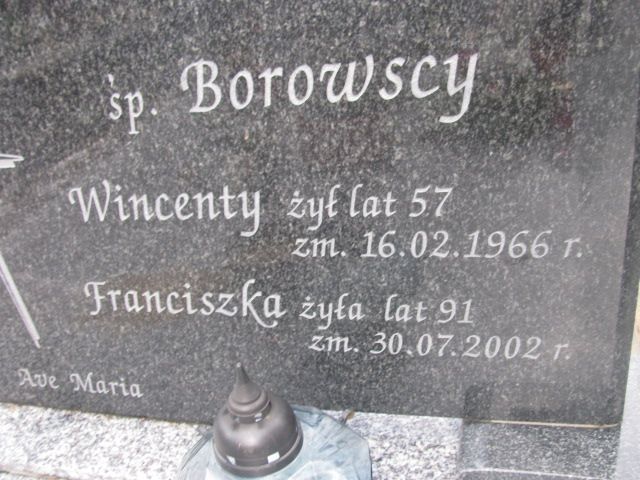 śp. Borowscy
Wincenty żył lat 57
zm. 16.02.1966 r.
Franciszka żyła lat 91
zm. 30.07.2002 r.
Ave Maria